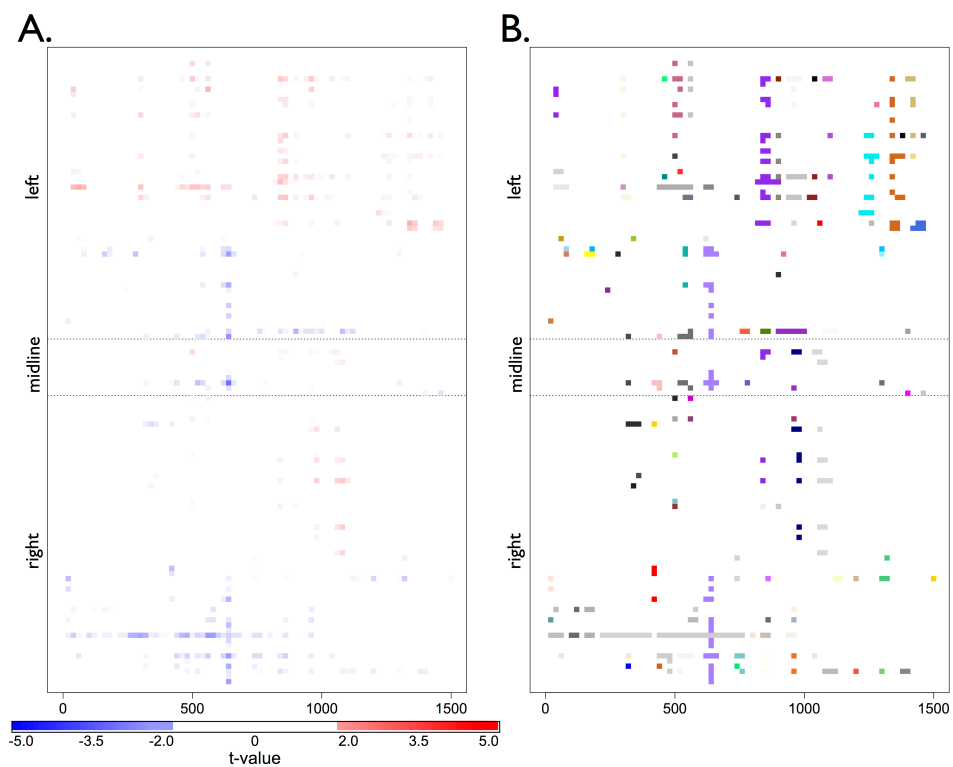 A. B.
left left
midline midline
right right
0 500 1000 1500 0 500 1000 1500
-5.0 -3.5 -2.0 0 2.0 3.5 5.0
t-value